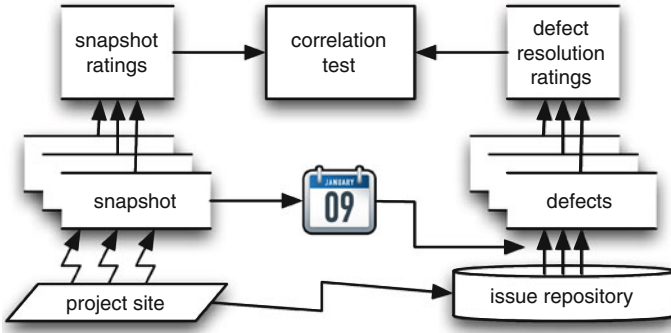 snapshot
ratings
correlation
test
defect
resolution
ratings
snapshot
JANUARY
09
defects
project site
issue repository